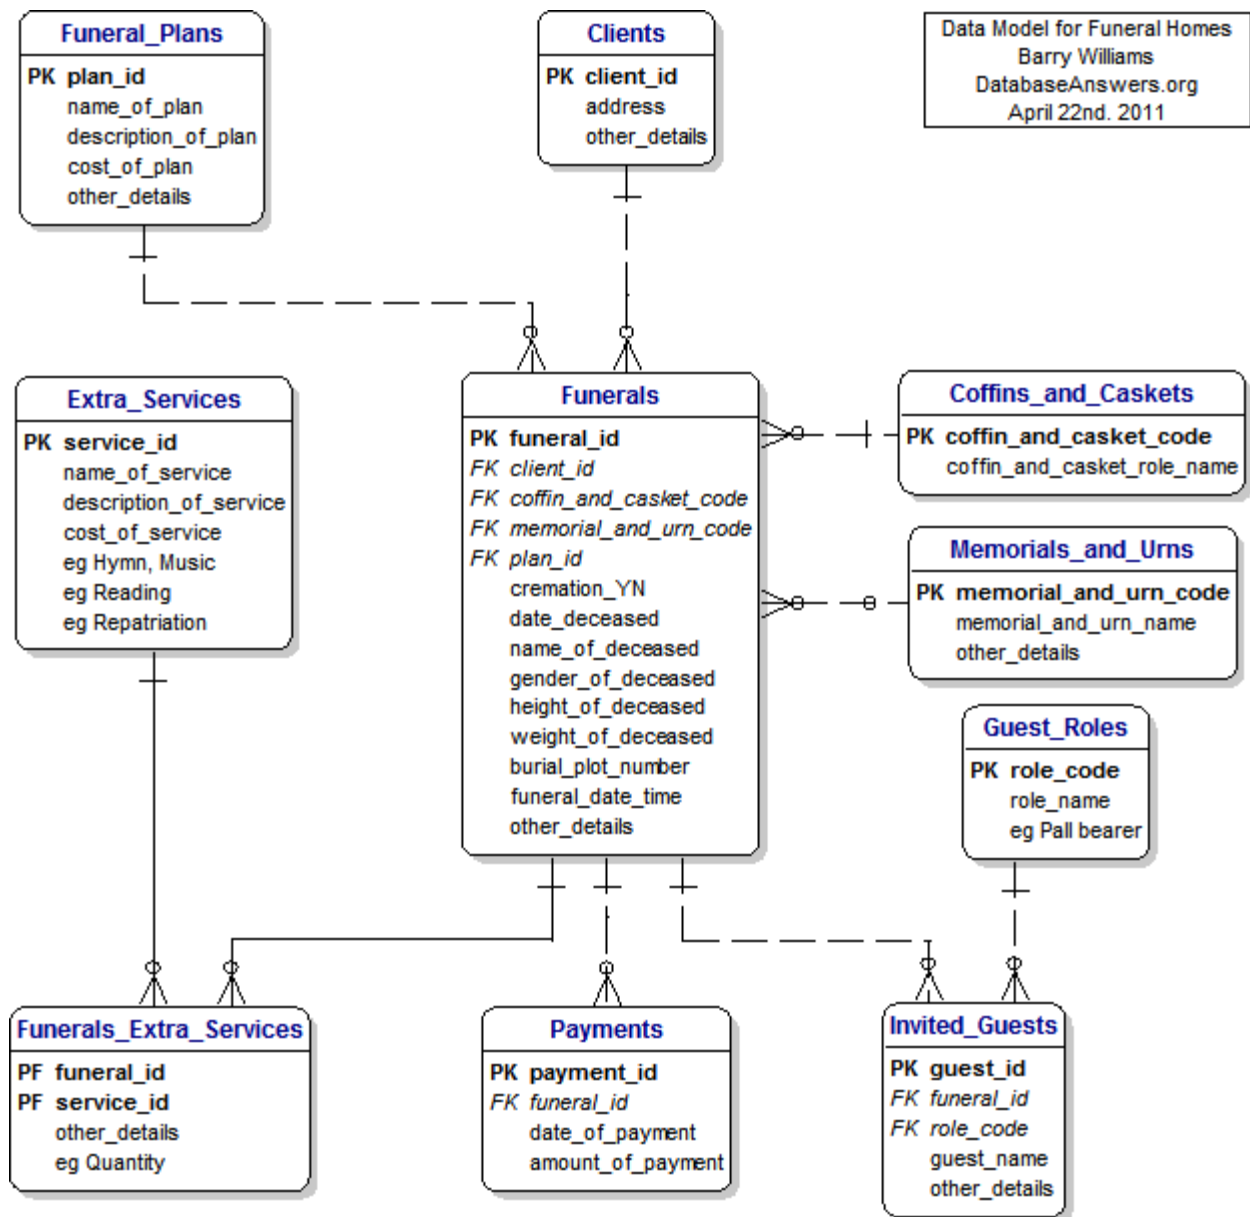 Funeral_Plans
PK plan_id
name_of_plan
description_of_plan
cost_of_plan
other_details
Clients
PK client_id
address
other_details
Data Model for Funeral Homes
Barry Williams
DatabaseAnswers.org
April 22nd. 2011
Extra_Services
PK service_id
name_of_service
description_of_service
cost_of_service
eg Hymn, Music
eg Reading
eg Repatriation
Funerals
PK funeral_id
FK client_id
FK coffin_and_casket_code
FK memorial_and_urn_code
FK plan_id
cremation_YN
date_deceased
name_of_deceased
gender_of_deceased
height_of_deceased
weight_of_deceased
burial_plot_number
funeral_date_time
other_details
Coffins_and_Caskets
PK coffin_and_casket_code
coffin_and_casket_role_name
Memorials_and_Urns
PK memorial_and_urn_code
memorial_and_urn_name
other_details
Guest_Roles
PK role_code
role_name
eg Pall bearer
Funerals_Extra_Services
PF funeral_id
PF service_id
other_details
eg Quantity
Payments
PK payment_id
FK funeral_id
date_of_payment
amount_of_payment
Invited_Guests
PK guest_id
FK funeral_id
FK role_code
guest_name
other_details